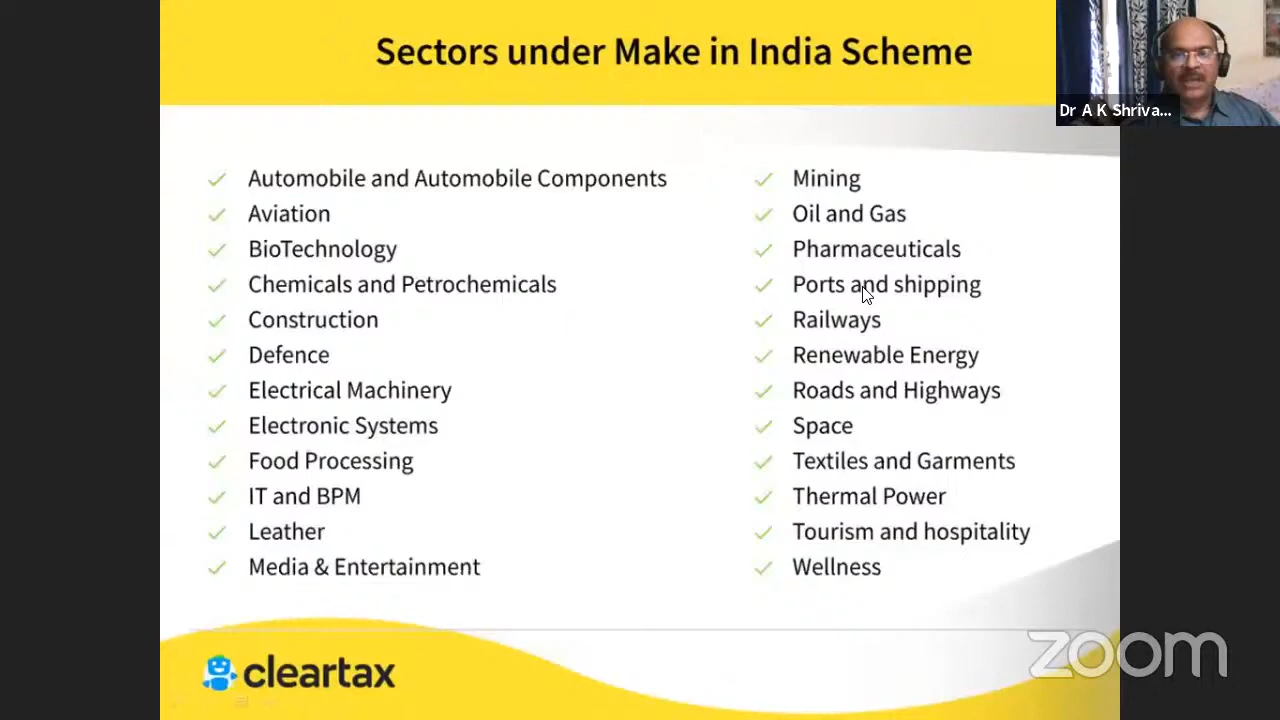 Sectors under Make in India Scheme
Dr A K Shriva...
Automobile and Automobile Components
Aviation
BioTechnology
Chemicals and Petrochemicals
Construction
Defence
Electrical Machinery
Electronic Systems
Food Processing
IT and BPM
Leather
Media & Entertainment
Mining
Oil and Gas
Pharmaceuticals
Ports and shipping
Railways
Renewable Energy
Roads and Highways
Space
Textiles and Garments
Thermal Power
Tourism and hospitality
Wellness
cleartax
zoom